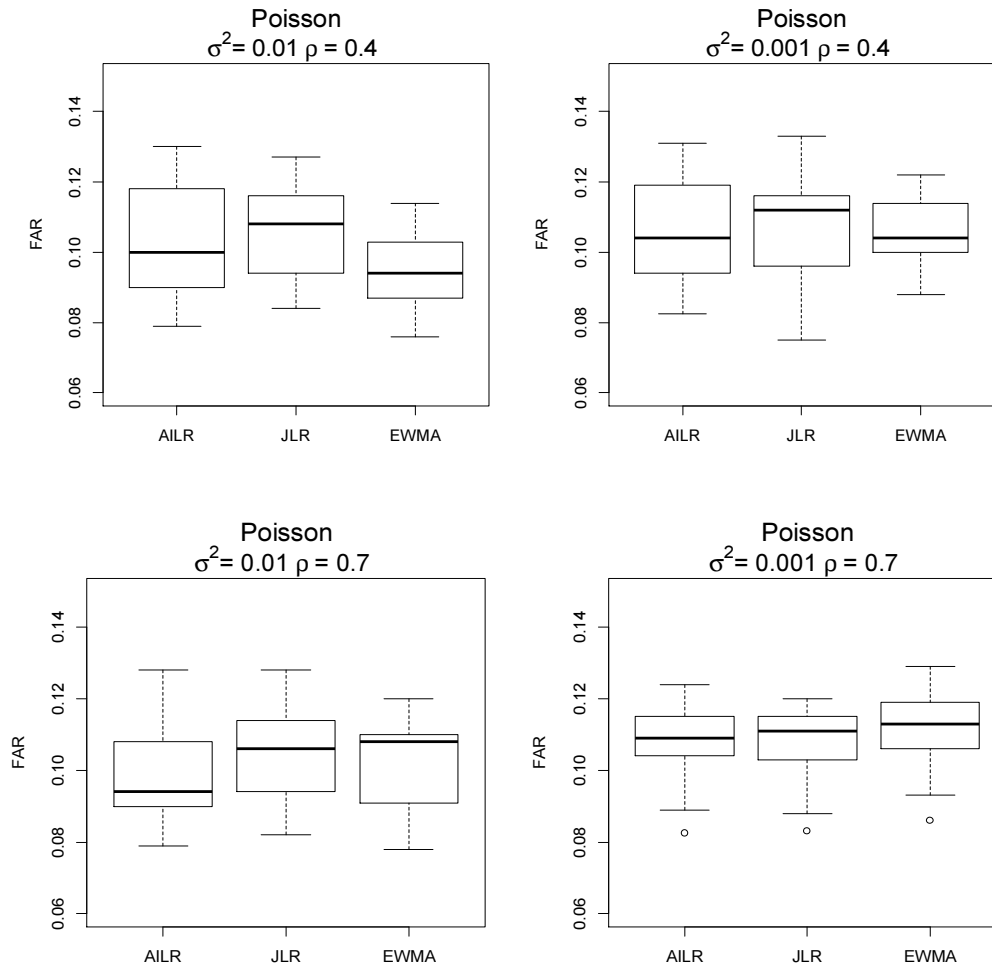 Poisson
σ²= 0.01 ρ = 0.4
FAR
0.14
0.12
0.10
0.08
0.06
AILR JLR EWMA
Poisson
σ²= 0.001 ρ = 0.4
FAR
0.14
0.12
0.10
0.08
0.06
AILR JLR EWMA
Poisson
σ²= 0.01 ρ = 0.7
FAR
0.14
0.12
0.10
0.08
0.06
AILR JLR EWMA
Poisson
σ²= 0.001 ρ = 0.7
FAR
0.14
0.12
0.10
0.08
0.06
AILR JLR EWMA